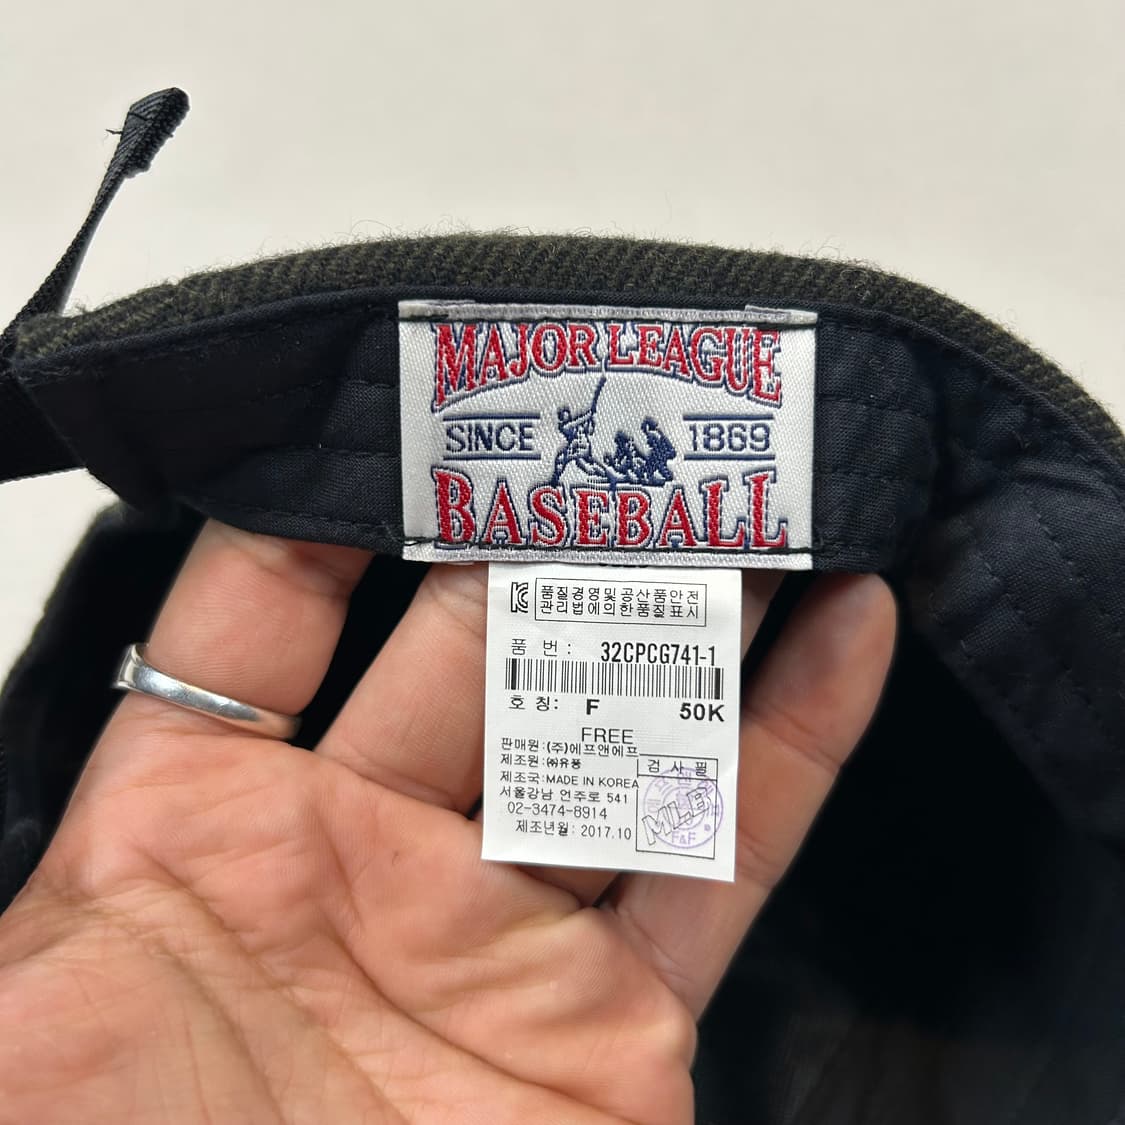 MAJOR LEAGUE
SINCE 1869
BASEBALL
품질경영및공산품안전
관리법에의한품질표시
품 번 : 32CPCG741-1
호 칭: F 50K
FREE
판매원:(주)에프앤에프
제조원:㈜유풍
제조국:MADE IN KOREA
서울강남 언주로 541
02-3474-8914
제조년월: 2017.10
검 사 필
MLB
F&F